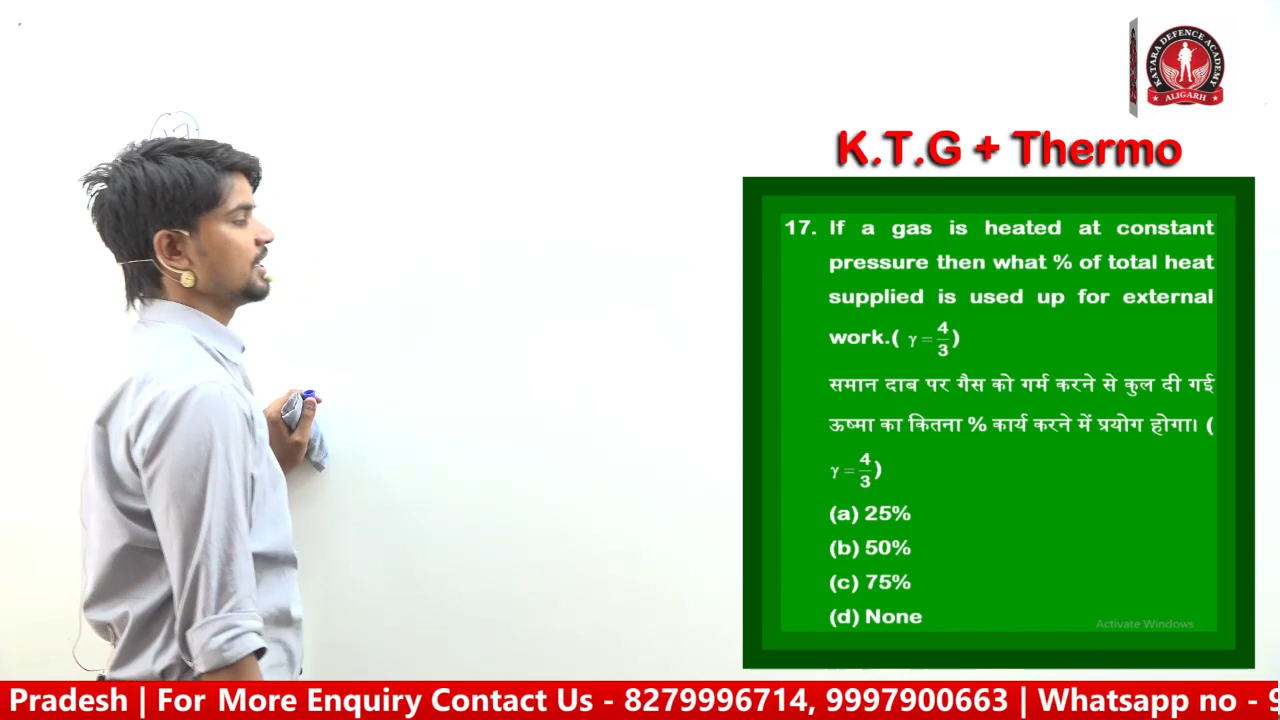 17
KATARA DEFENCE ACADEMY
ALIGARH
K.T.G + Thermo
17. If a gas is heated at constant
pressure then what % of total heat
supplied is used up for external
work.( γ = 4/3 )
समान दाब पर गैस को गर्म करने से कुल दी गई
ऊष्मा का कितना % कार्य करने में प्रयोग होगा। (
γ = 4/3 )
(a) 25%
(b) 50%
(c) 75%
(d) None
Activate Windows
Pradesh | For More Enquiry Contact Us - 8279996714, 9997900663 | Whatsapp no - 9